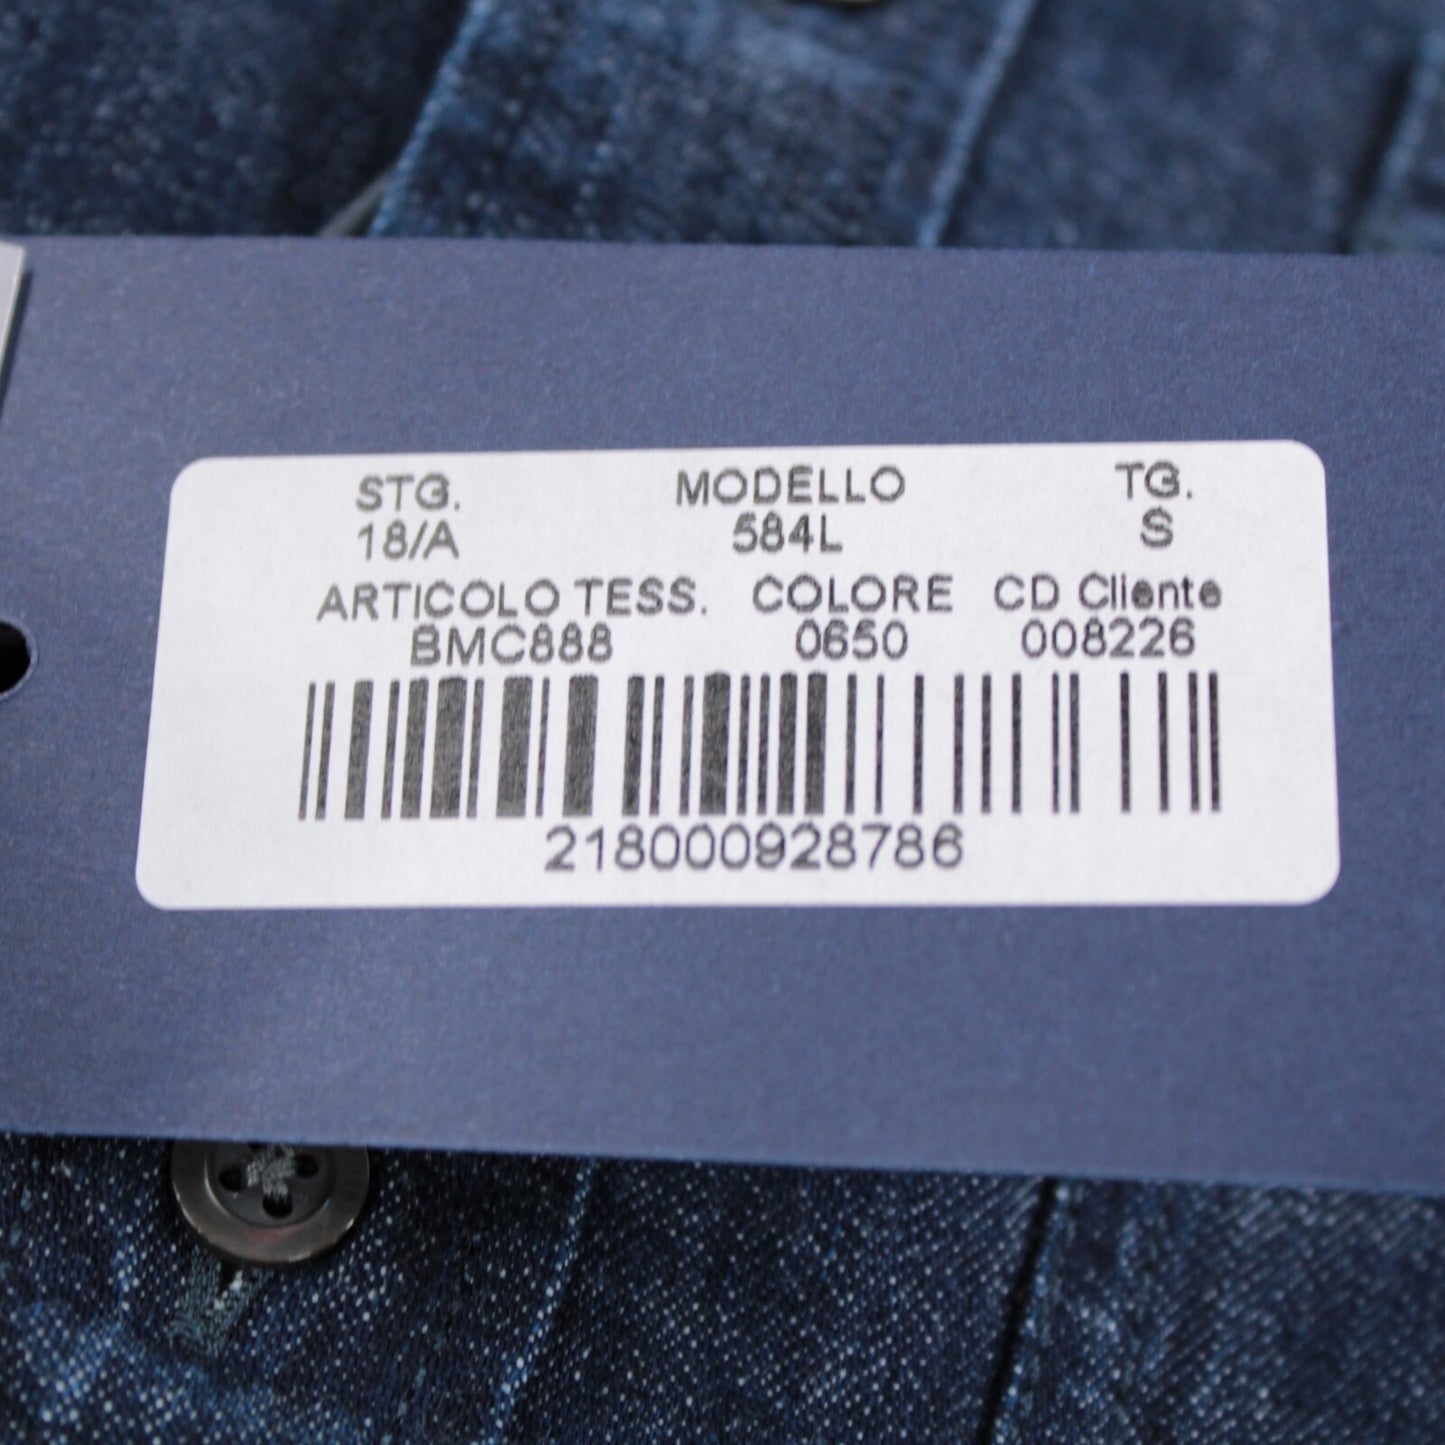 STG. MODELLO TG.
18/A 584L S
ARTICOLO TESS. COLORE CD Cliente
BMC888 0650 008226
218000928786